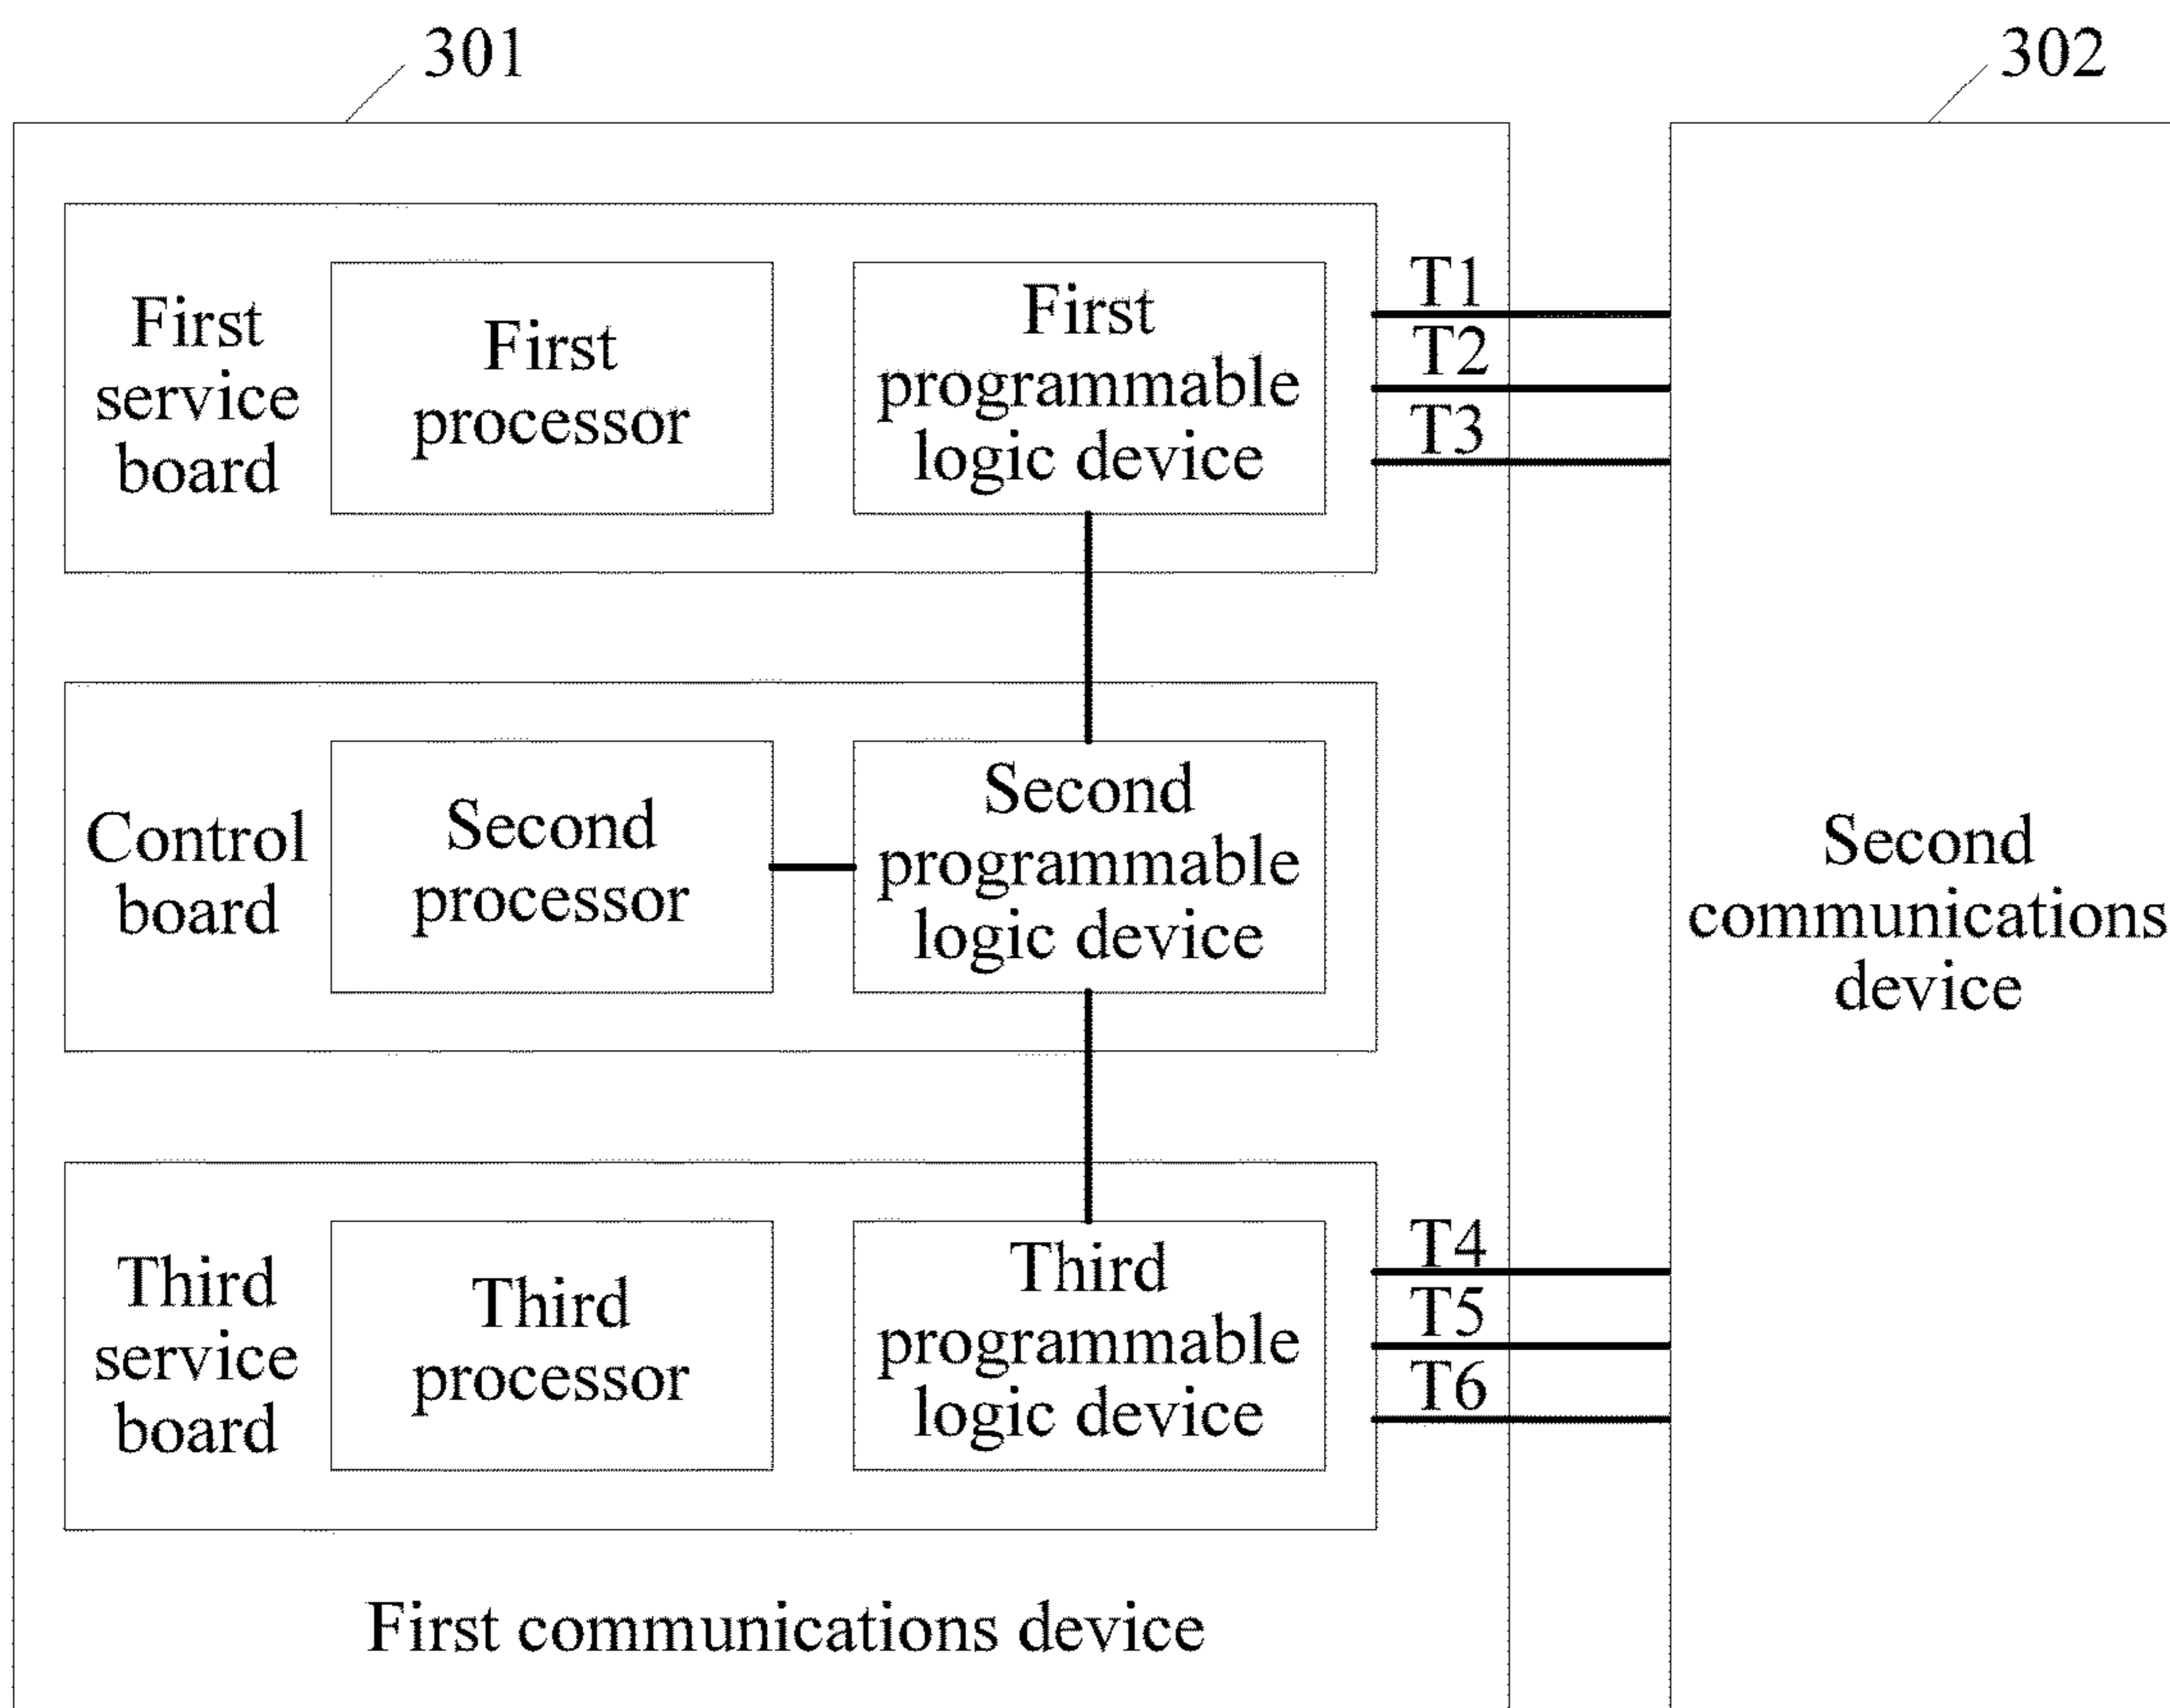 301
302
First
service
board
First
processor
First
programmable
logic device
T1
T2
T3
Control
board
Second
processor
Second
programmable
logic device
Second
communications
device
Third
service
board
Third
processor
Third
programmable
logic device
T4
T5
T6
First communications device